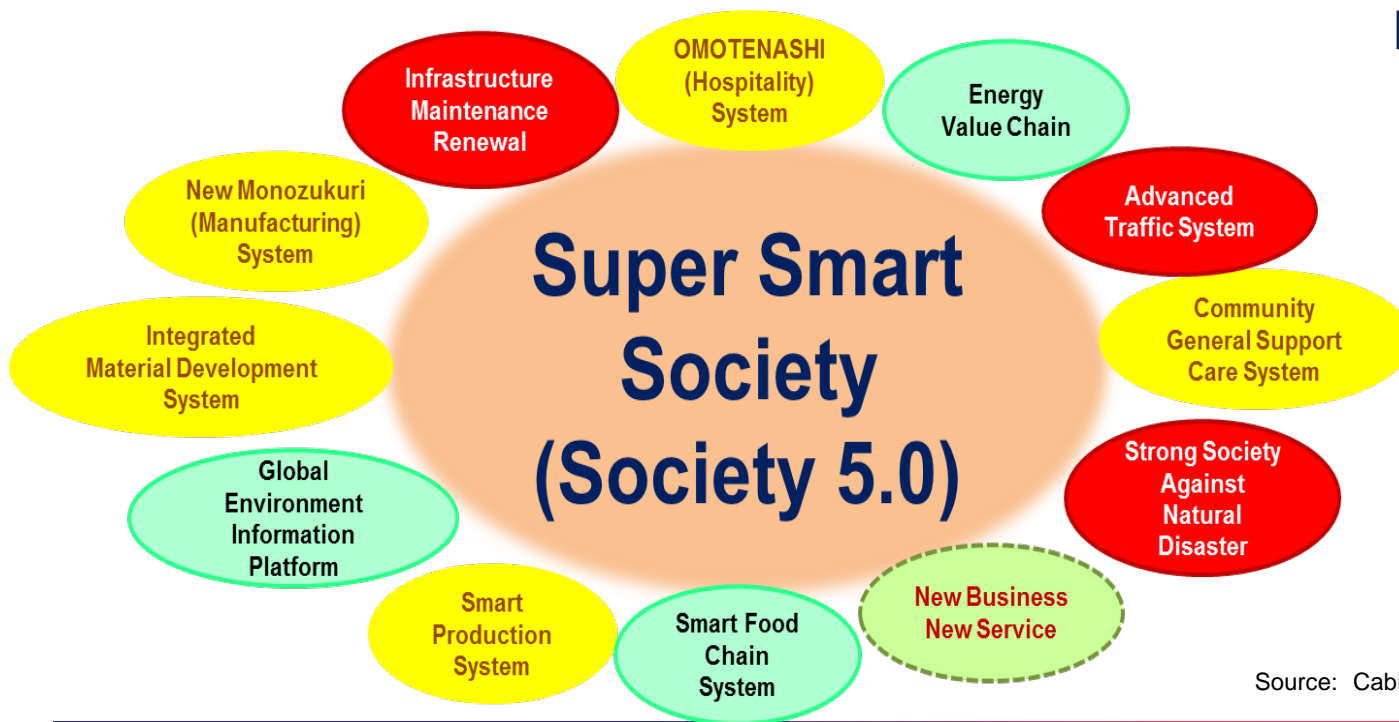 OMOTENASHI
(Hospitality)
System
Energy
Value Chain
Advanced
Traffic System
Community
General Support
Care System
Strong Society
Against
Natural
Disaster
New Business
New Service
Smart Food
Chain
System
Smart
Production
System
Global
Environment
Information
Platform
Integrated
Material Development
System
New Monozukuri
(Manufacturing)
System
Infrastructure
Maintenance
Renewal
Super Smart
Society
(Society 5.0)
Source: Cab